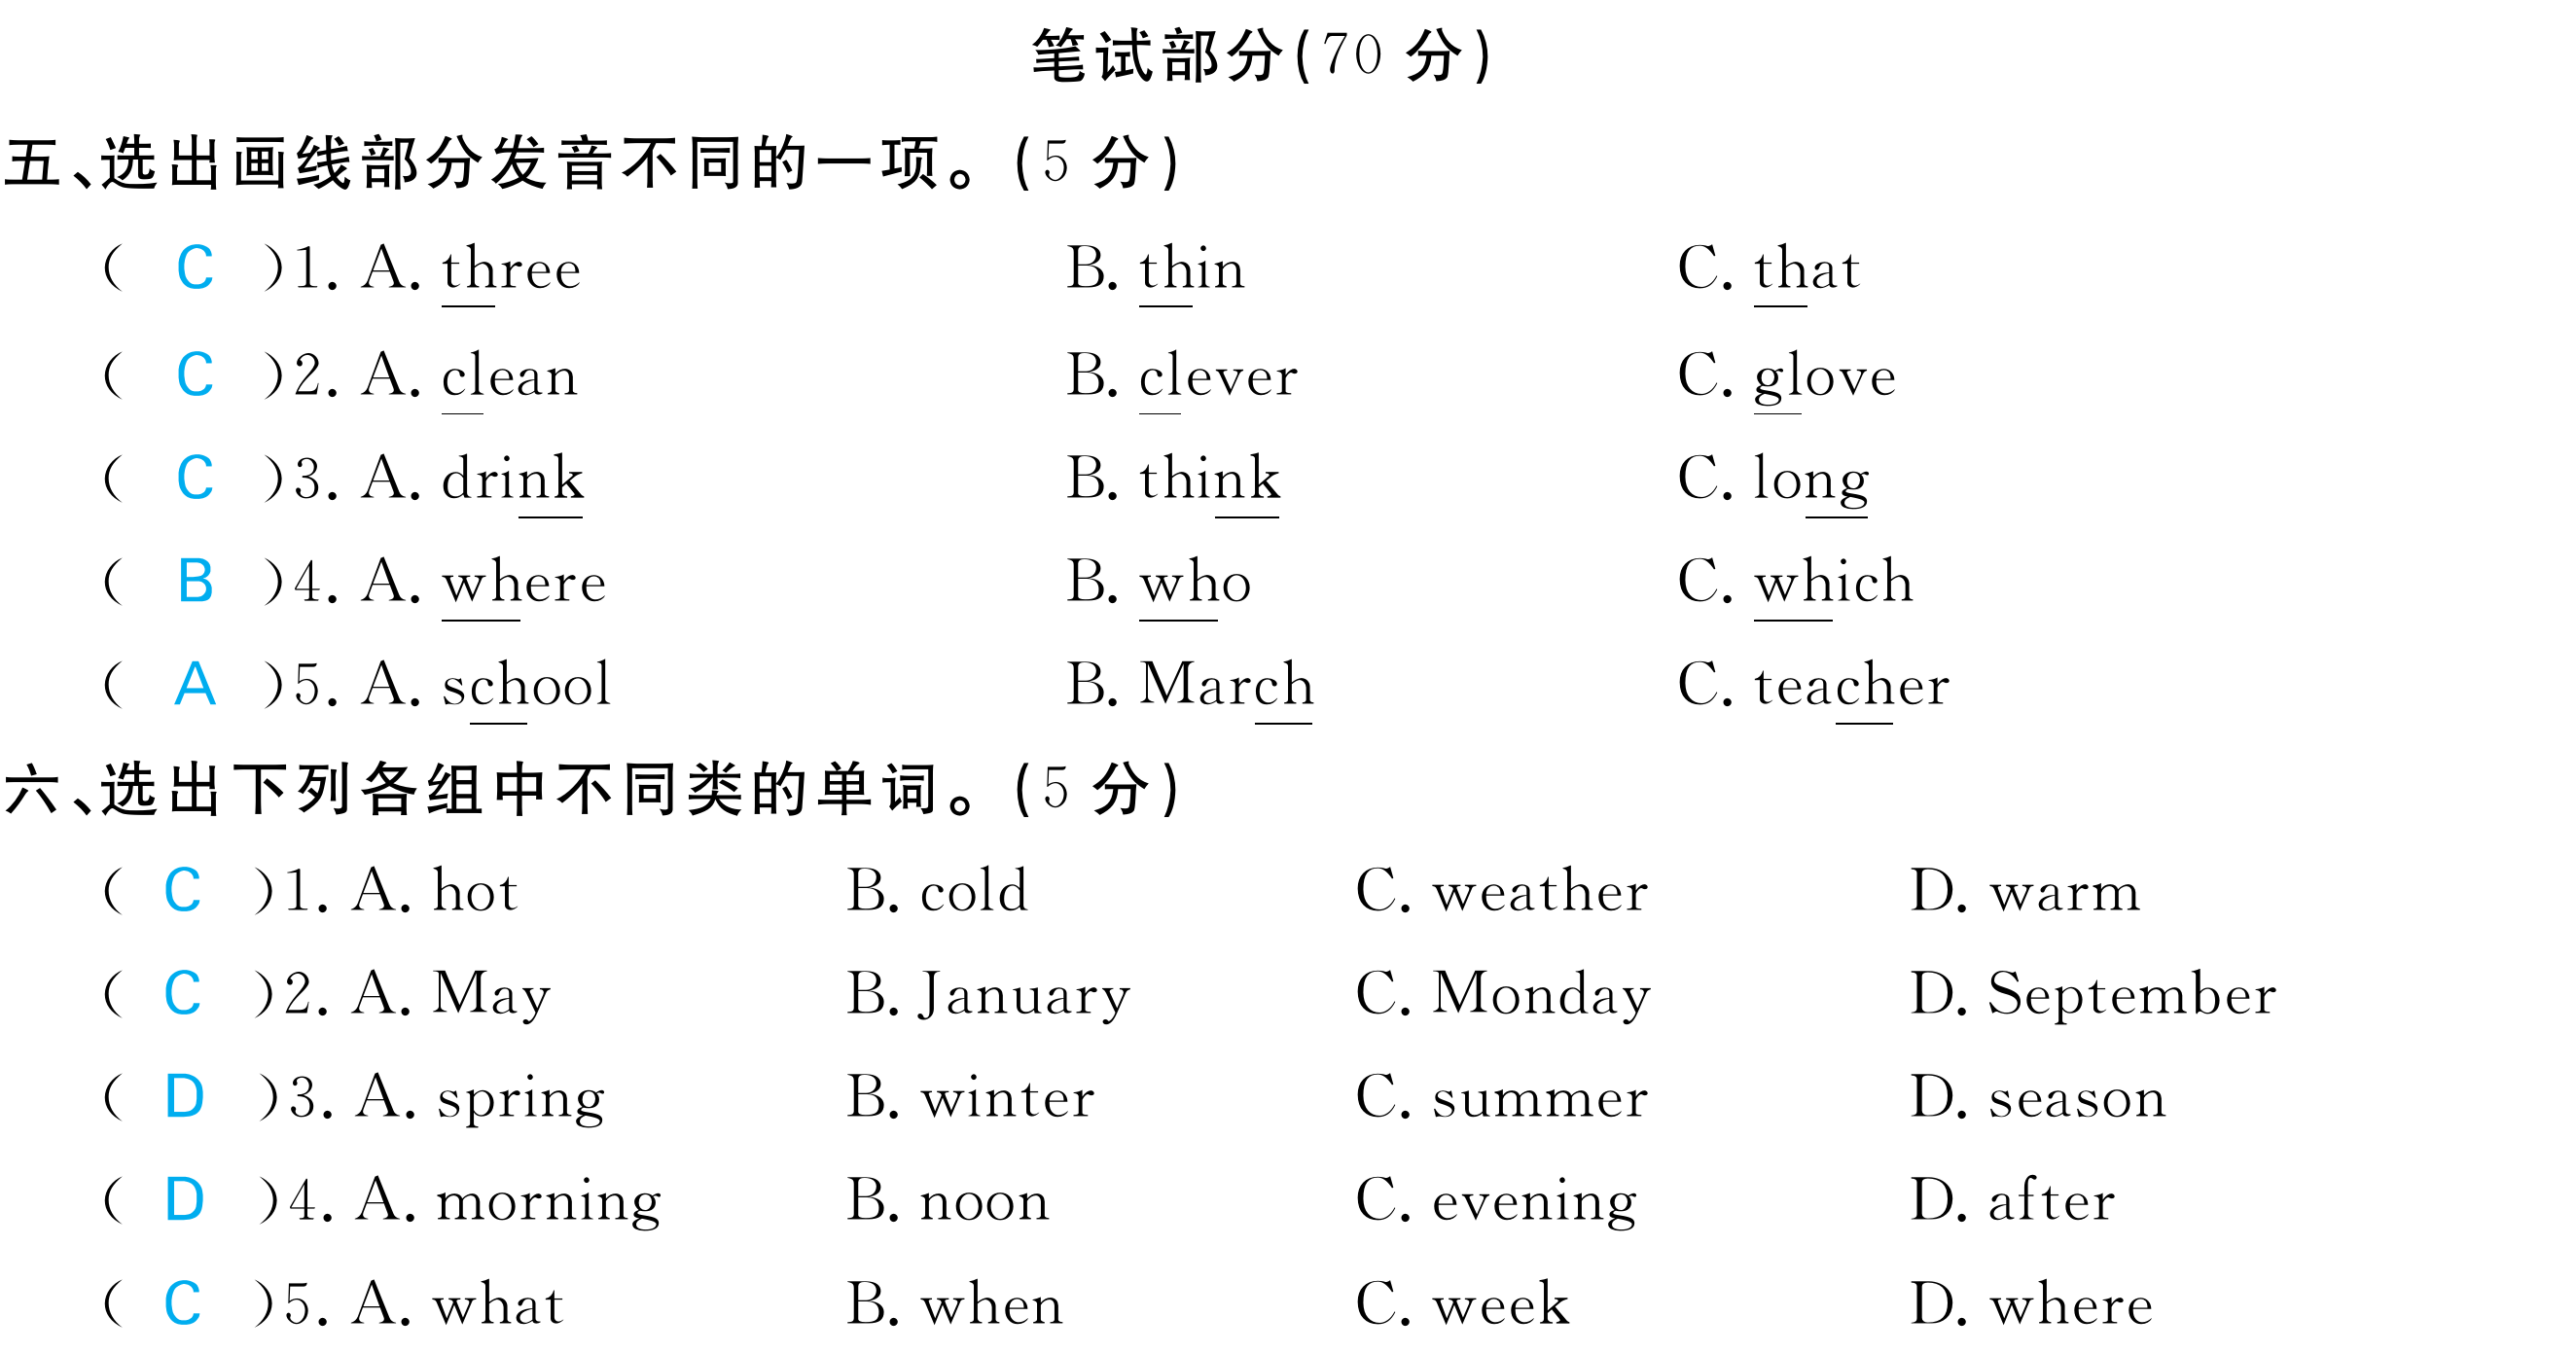 笔试部分(70 分)
五、选出画线部分发音不同的一项。(5 分)
( C )1. A. three B. thin C. that
( C )2. A. clean B. clever C. glove
( C )3. A. drink B. think C. long
( B )4. A. where B. who C. which
( A )5. A. school B. March C. teacher
六、选出下列各组中不同类的单词。(5 分)
( C )1. A. hot B. cold C. weather D. warm
( C )2. A. May B. January C. Monday D. September
( D )3. A. spring B. winter C. summer D. season
( D )4. A. morning B. noon C. evening D. after
( C )5. A. what B. when C. week D. where